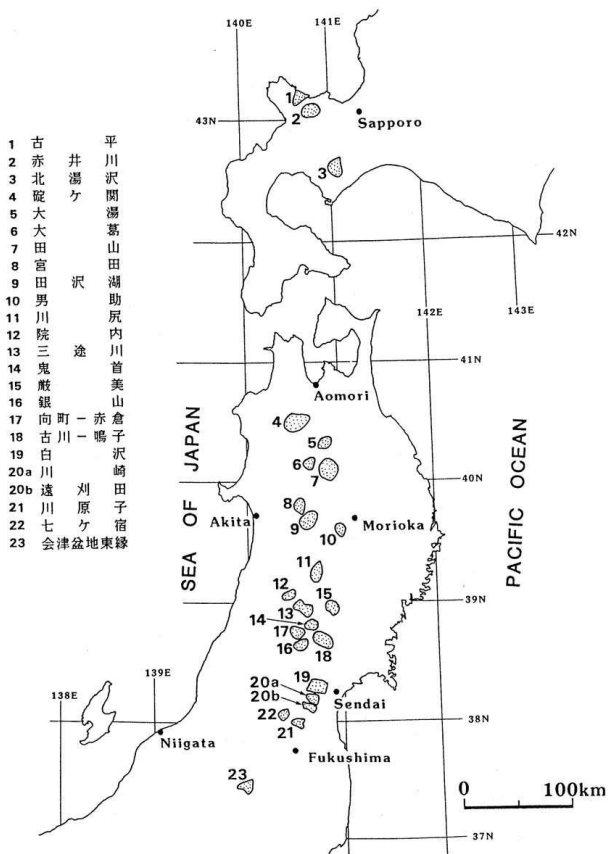 140E 141E
43N
Sapporo
1
2
3
42N
142E 143E
41N
Aomori
4
5
6
7
40N
8
9
10
Akita
Morioka
SEA OF JAPAN
PACIFIC OCEAN
11
12
13
14
15
39N
16
17
18
19
20a
20b
Sendai
21
22
38N
138E
139E
Niigata
Fukushima
23
37N
0 100km
1 古平
2 赤井川
3 北湯沢
4 碇ケ関
5 大湯
6 大葛
7 田山
8 宮田
9 田沢湖
10 男助
11 川尻
12 院内
13 三途川
14 鬼首
15 厳美
16 銀山
17 向町－赤倉
18 古川－鳴子
19 白沢
20a 川崎
20b 遠刈田
21 川原子
22 七ケ宿
23 会津盆地東縁